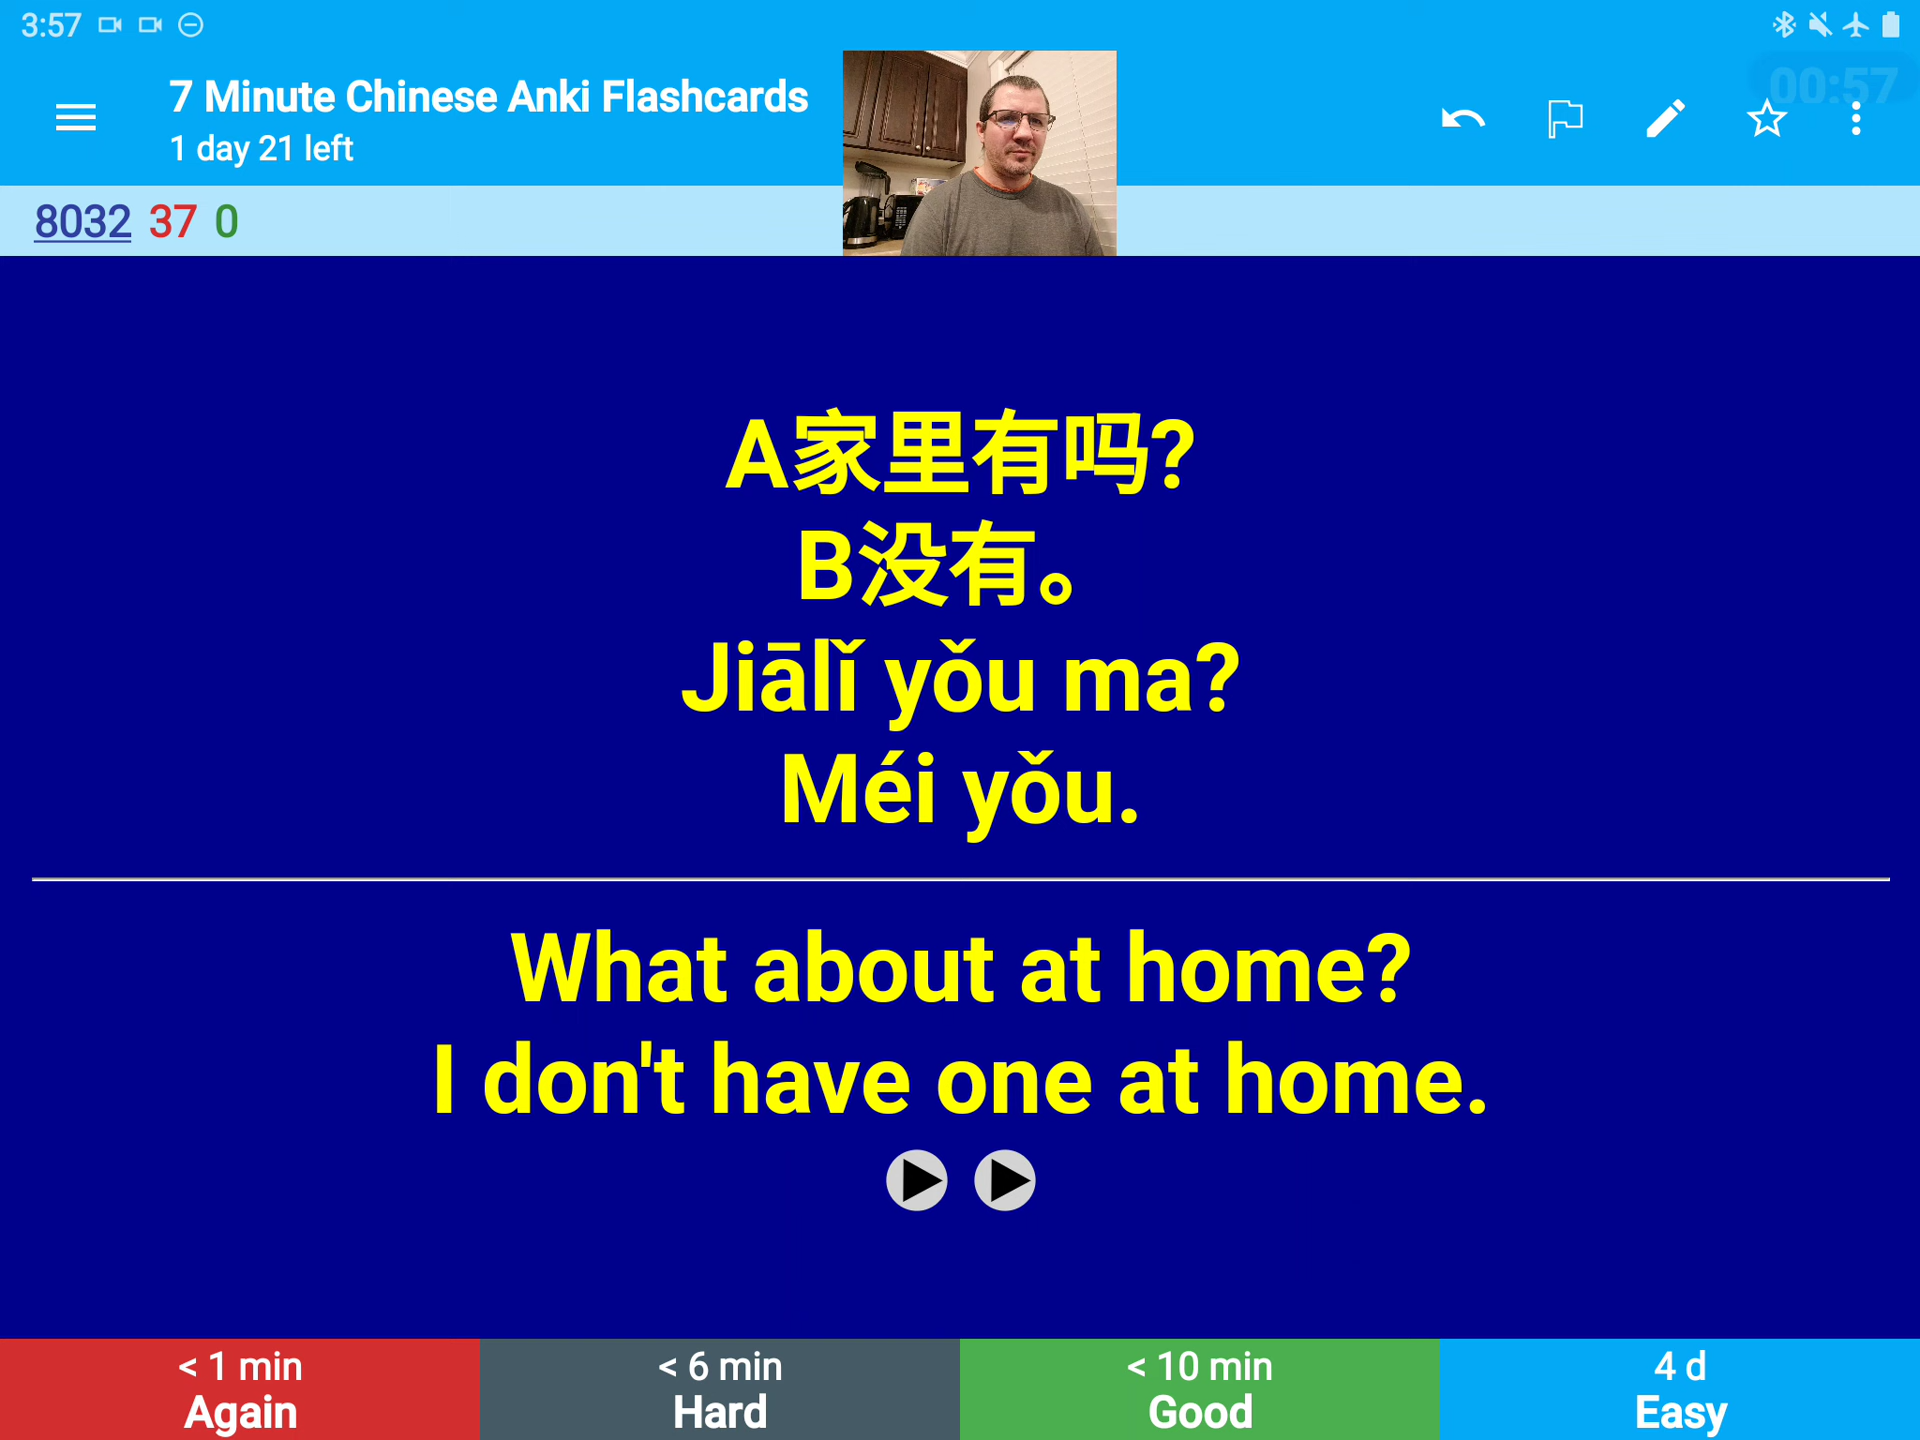 3:57
00:57
7 Minute Chinese Anki Flashcards
1 day 21 left
8032 37 0
A家里有吗?
B没有。
Jiālǐ yǒu ma?
Méi yǒu.
What about at home?
I don't have one at home.
< 1 min
Again
< 6 min
Hard
< 10 min
Good
4 d
Easy